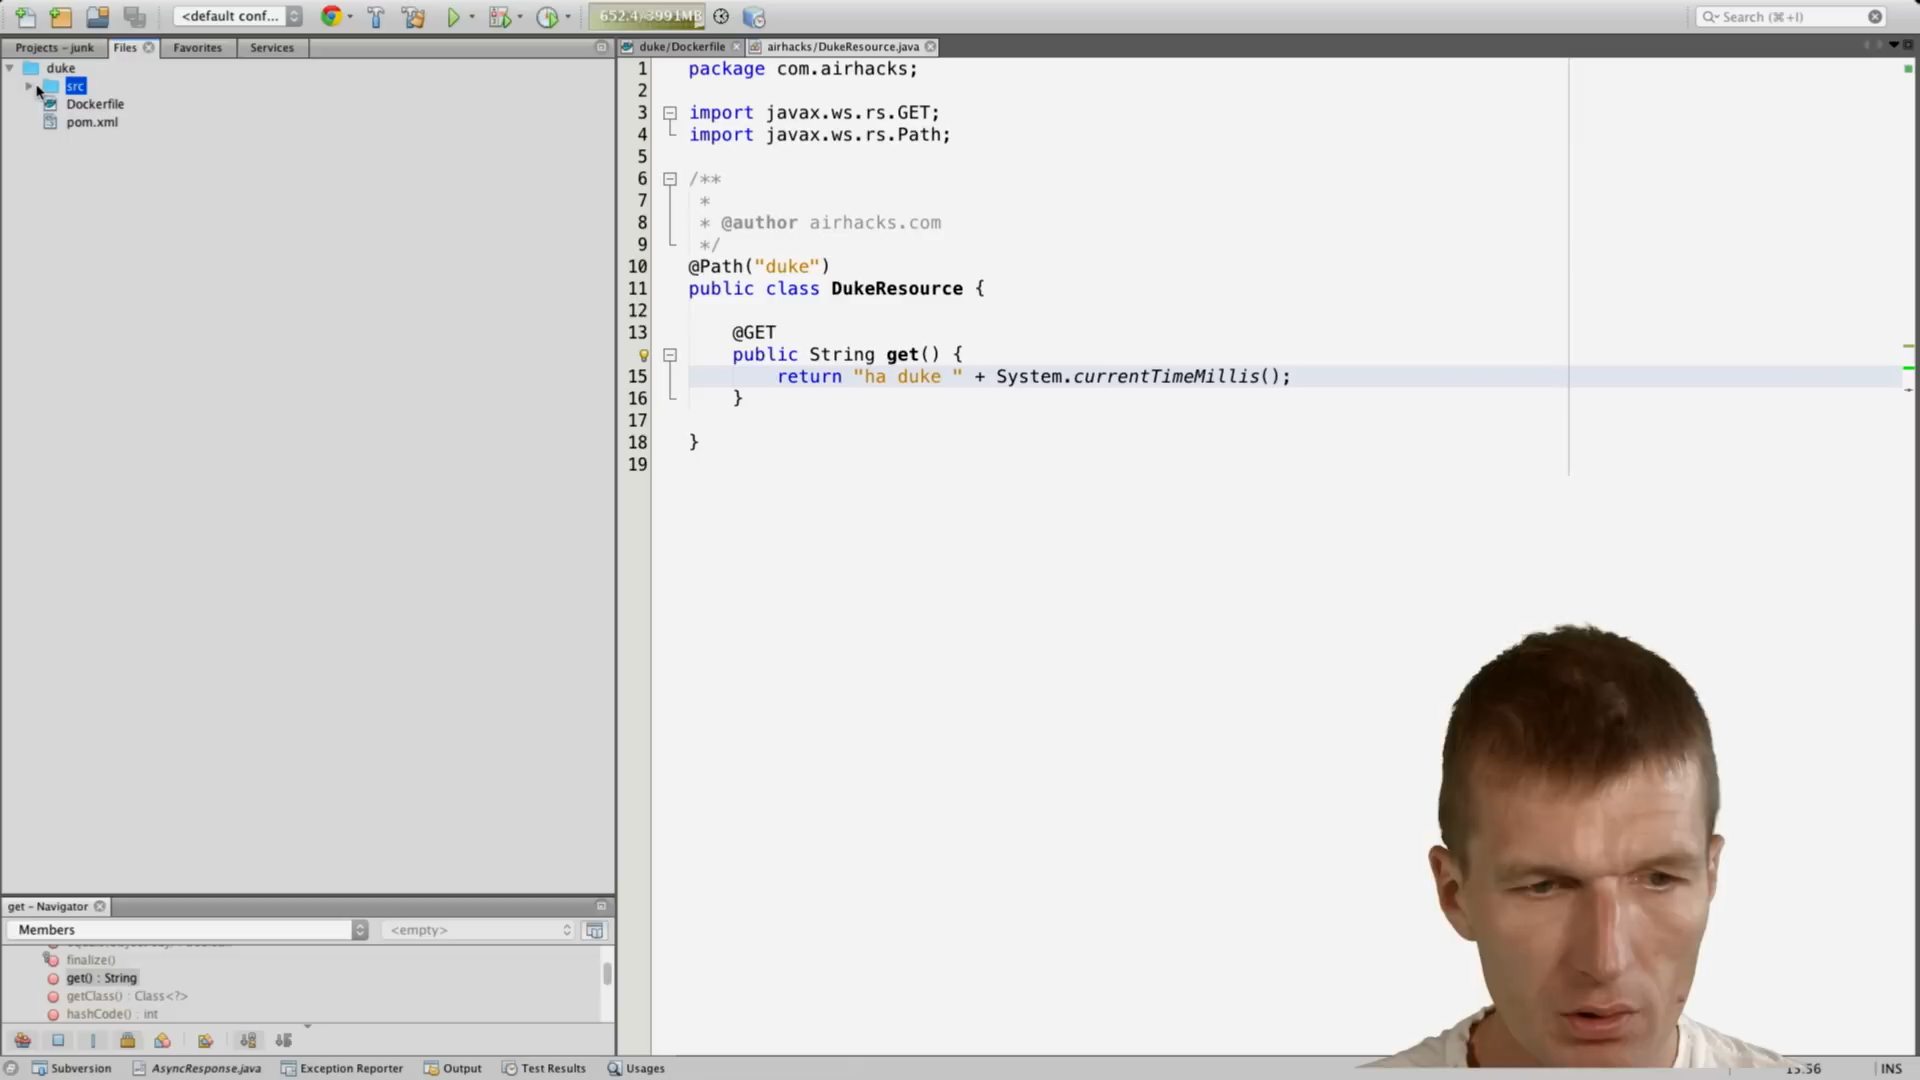 <default conf...
652.4/3991MB
Search (⌘+I)
Projects – junk Files Favorites Services
duke/Dockerfile airhacks/DukeResource.java
duke
src
Dockerfile
pom.xml
1 package com.airhacks;
2
3 import javax.ws.rs.GET;
4 import javax.ws.rs.Path;
5
6 /**
7 *
8 * @author airhacks.com
9 */
10 @Path("duke")
11 public class DukeResource {
12
13 @GET
public String get() {
15 return "ha duke " + System.currentTimeMillis();
16 }
17
18 }
19
get – Navigator
Members <empty>
finalize()
get() : String
getClass() : Class<?>
hashCode() : int
Subversion AsyncResponse.java Exception Reporter Output Test Results Usages
INS